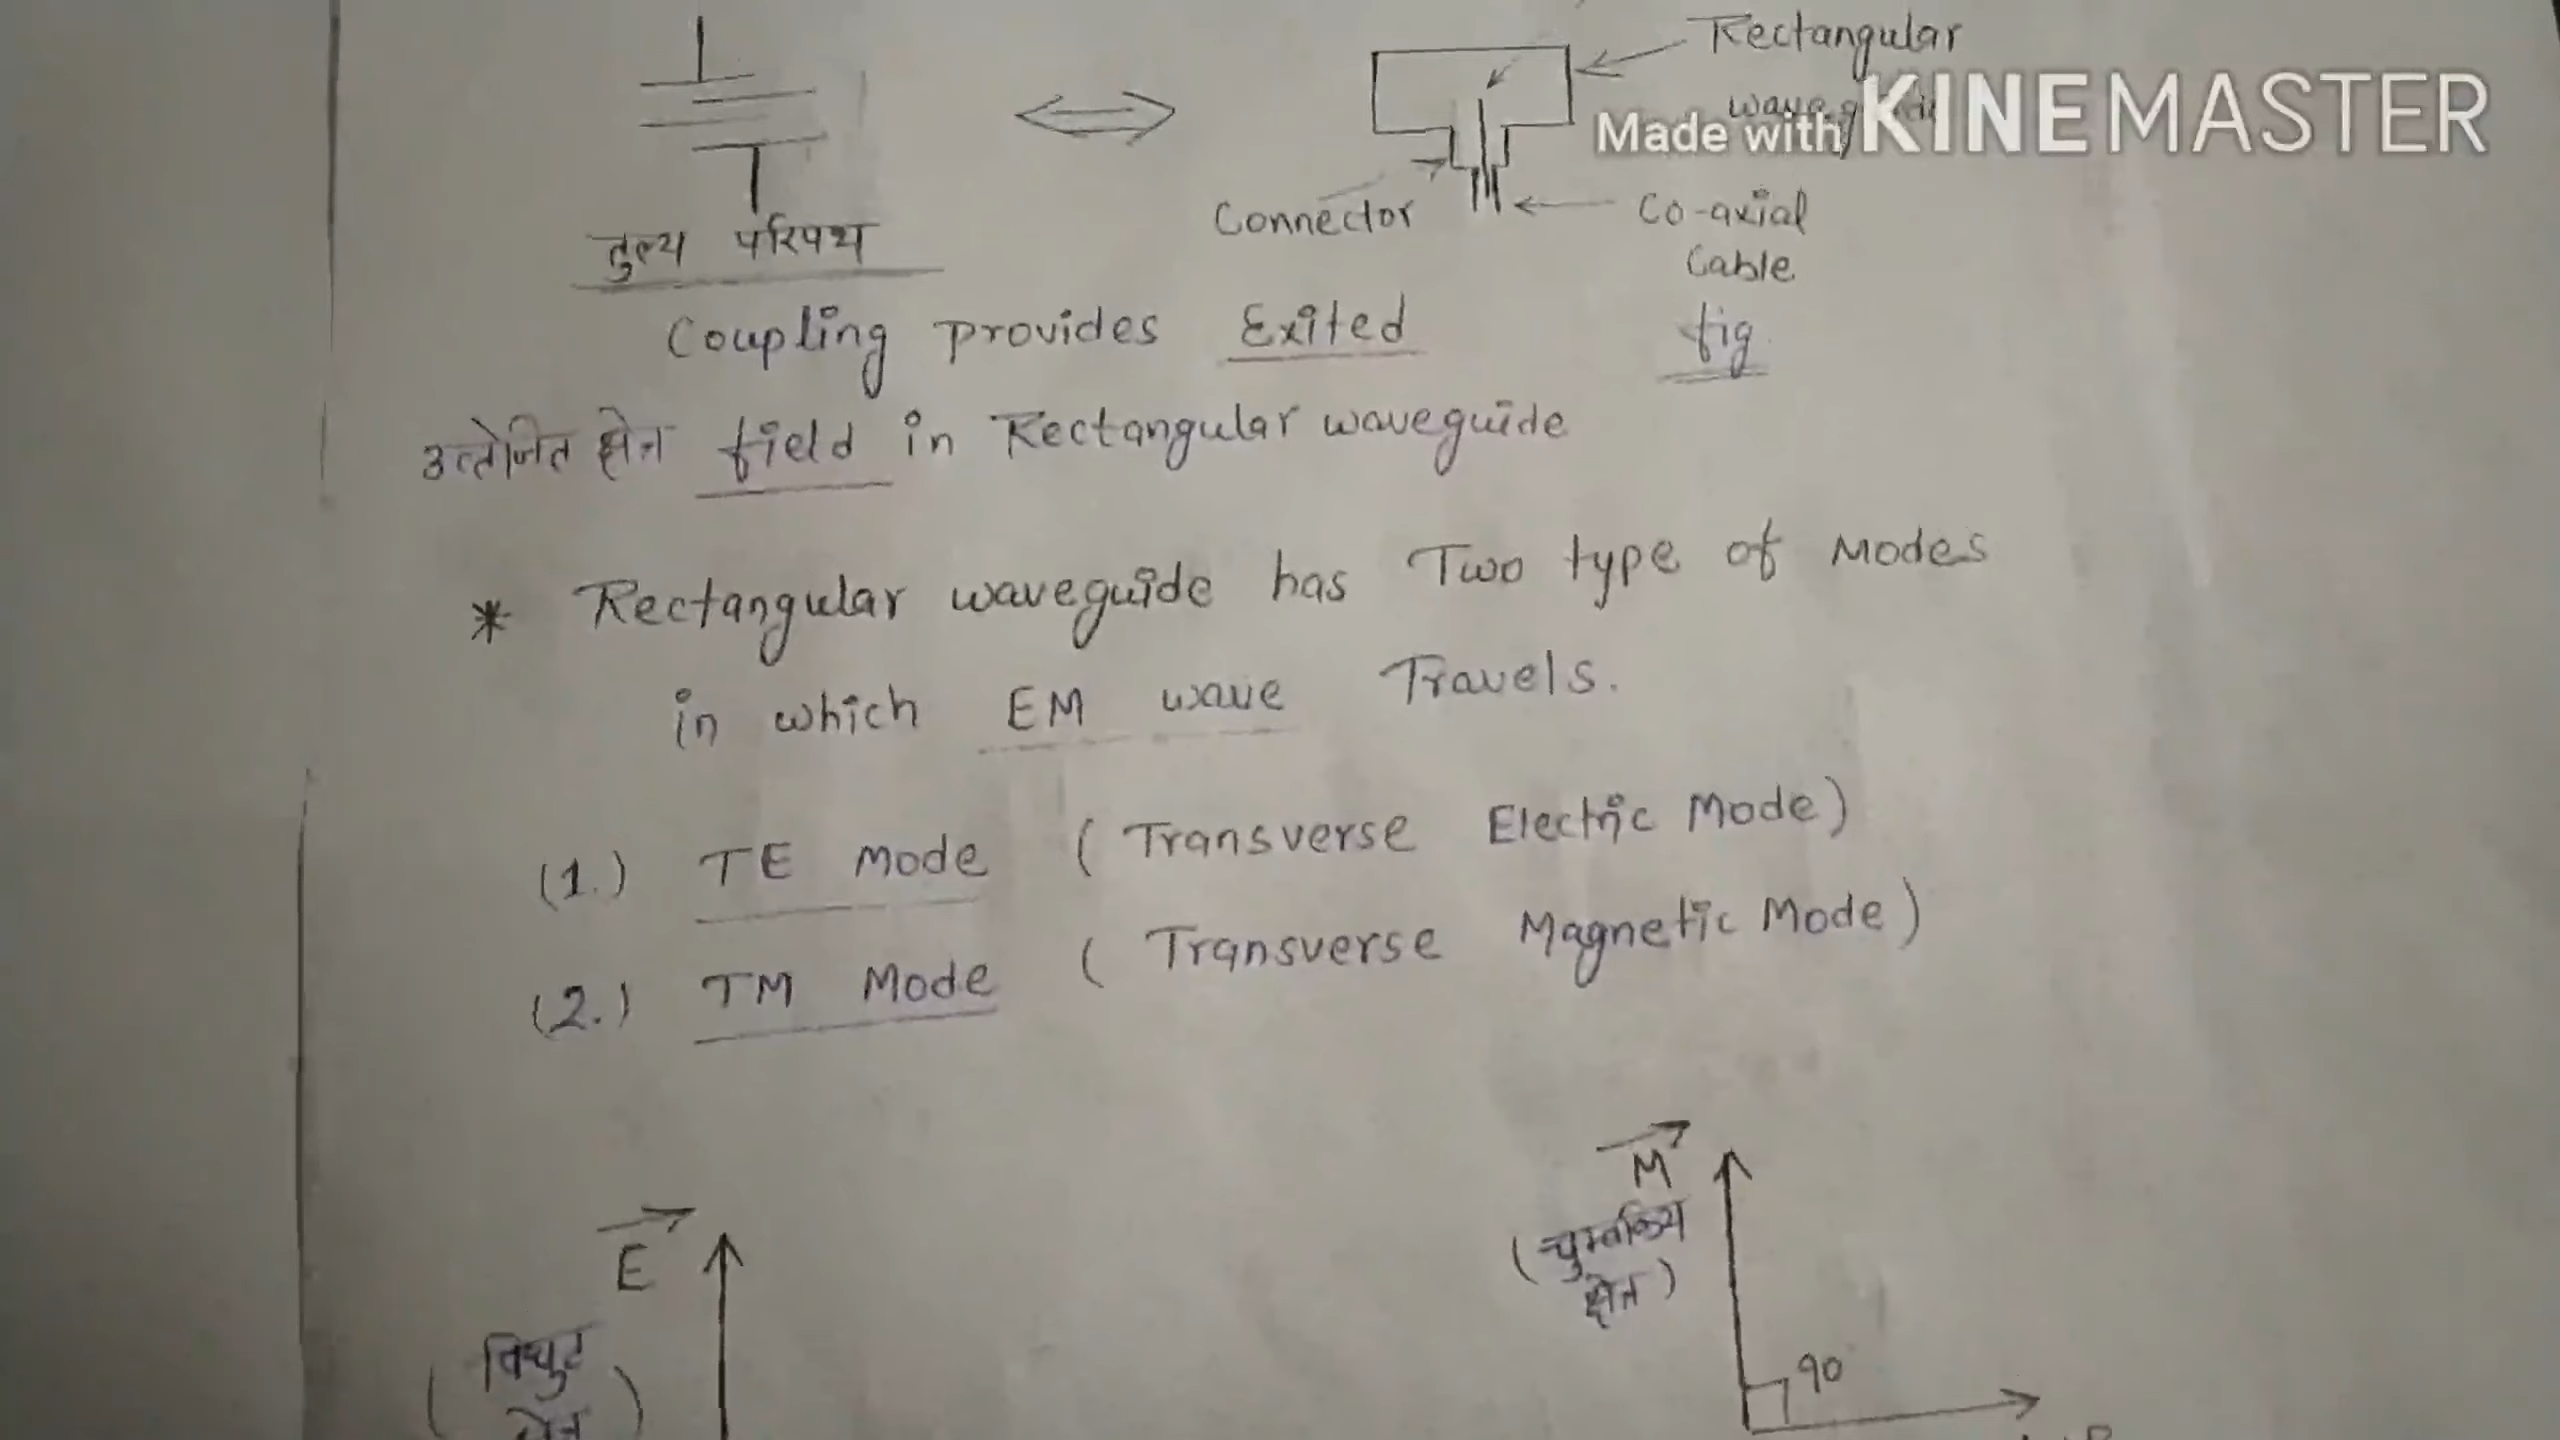 Rectangular
Made with KINEMASTER
Connector
Co-axial
Cable
तुल्य परिपथ
Coupling provides Exited
fig
उत्तेजित क्षेत्र field in Rectangular waveguide
* Rectangular waveguide has Two type of Modes
in which EM wave Travels.
(1.) TE Mode (Transverse Electric Mode)
(2.) TM Mode (Transverse Magnetic Mode)
M
(चुम्बकिय
क्षेत्र)
E
(विधुत
क्षेत्र)
90